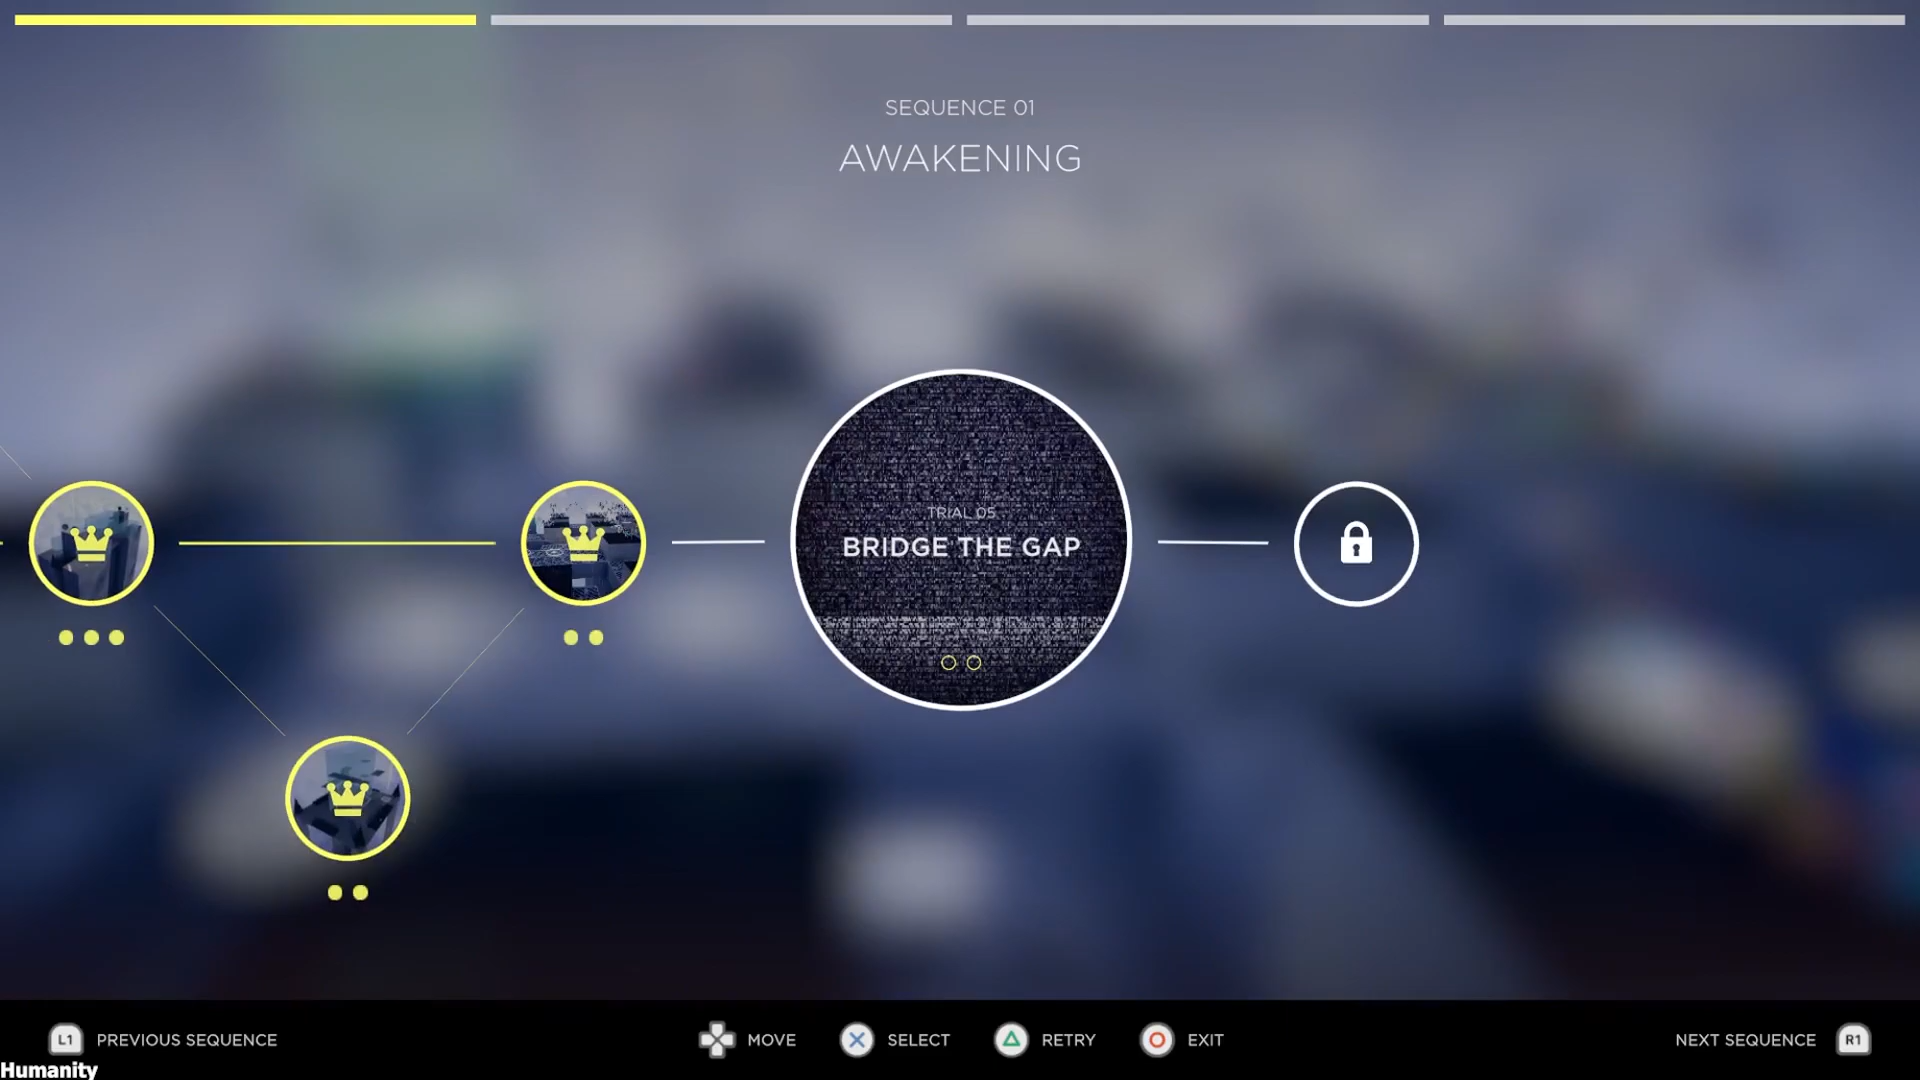 SEQUENCE 01
AWAKENING
TRIAL 05
BRIDGE THE GAP
L1 PREVIOUS SEQUENCE
MOVE
SELECT
RETRY
EXIT
NEXT SEQUENCE R1
Humanity